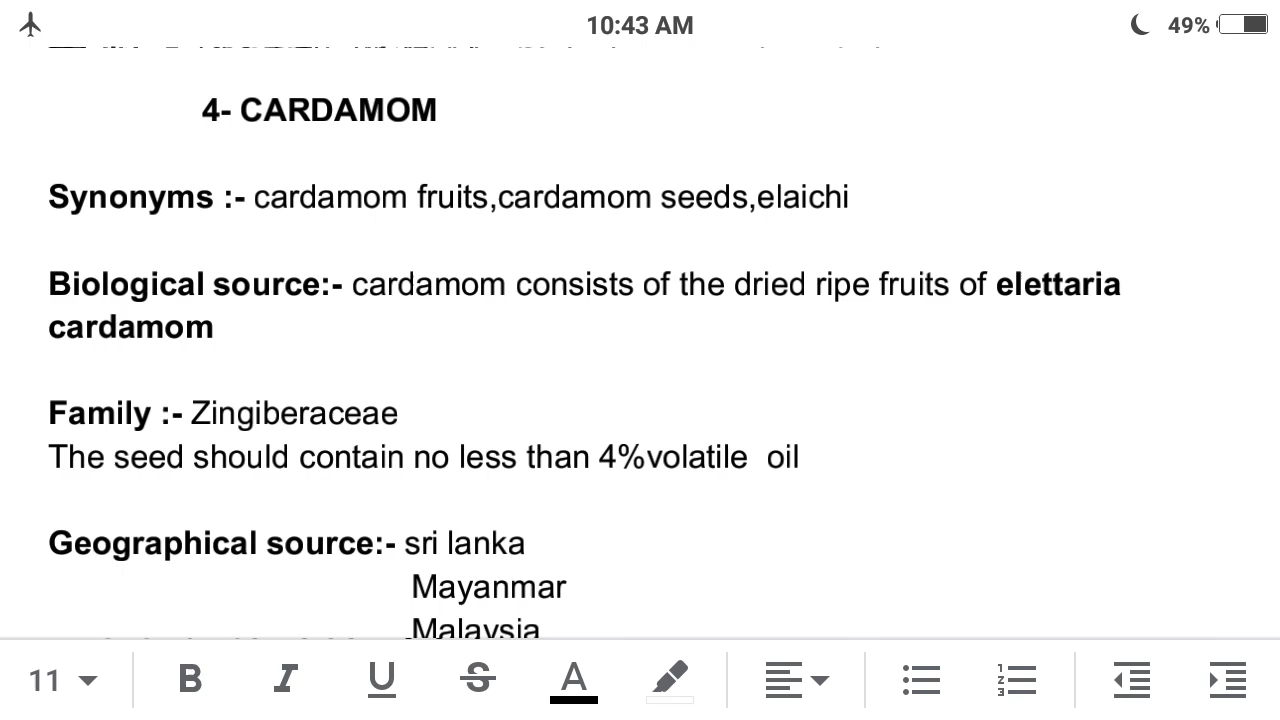 10:43 AM
49%
4- CARDAMOM
Synonyms :- cardamom fruits,cardamom seeds,elaichi
Biological source:- cardamom consists of the dried ripe fruits of elettaria
cardamom
Family :- Zingiberaceae
The seed should contain no less than 4%volatile  oil
Geographical source:- sri lanka
Mayanmar
Malaysia
11 B I U S A